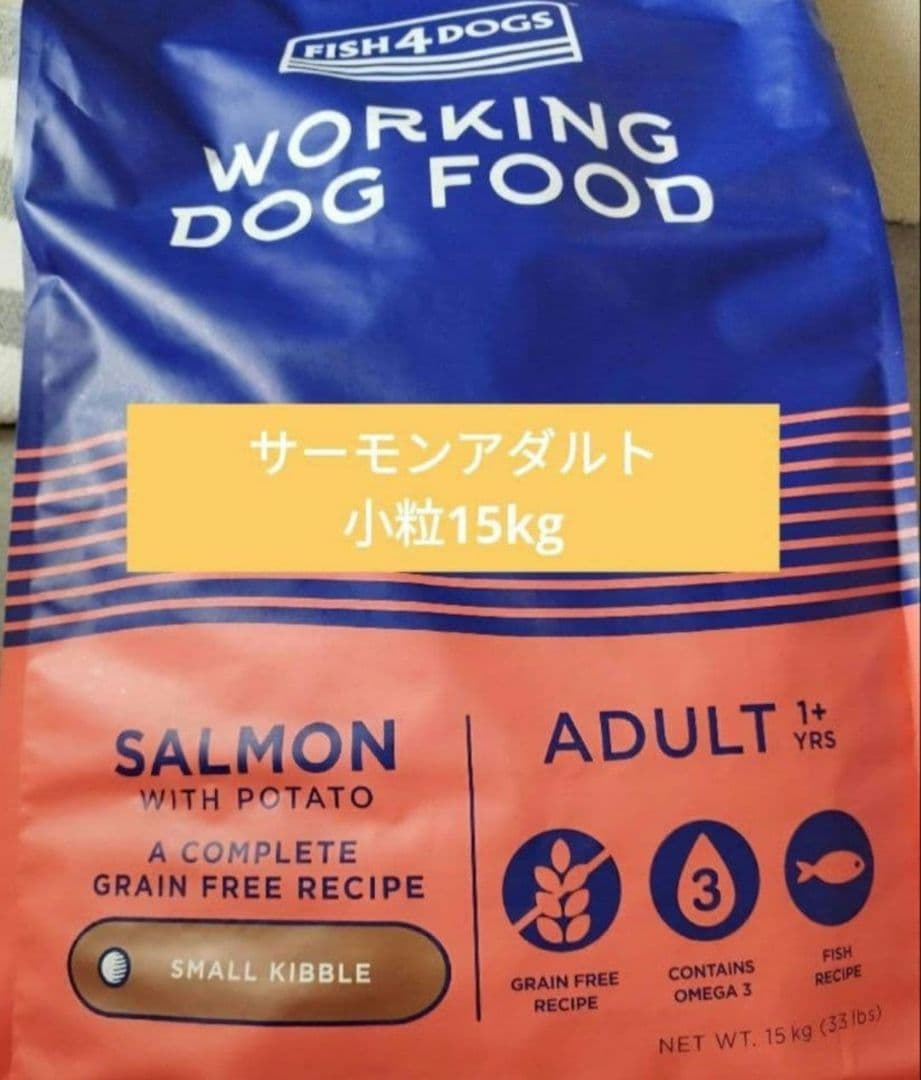 FISH4DOGS
WORKING
DOG FOOD
サーモンアダルト
小粒15kg
SALMON
WITH POTATO
A COMPLETE
GRAIN FREE RECIPE
SMALL KIBBLE
ADULT 1+
YRS
3
GRAIN FREE
RECIPE
CONTAINS
OMEGA 3
FISH
RECIPE
NET WT. 15 kg (33 lbs)